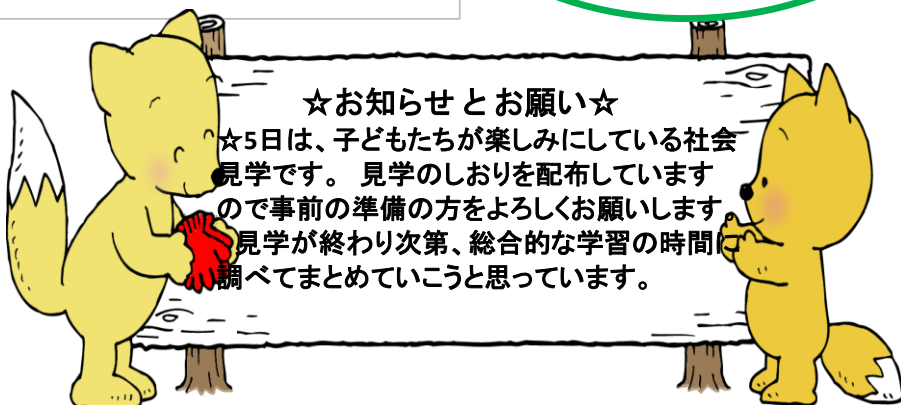 ☆お知らせ と お願い☆
☆5日は、子どもたちが楽しみにしている社会
見学です。 見学のしおりを配布しています
ので事前の準備の方をよろしくお願いします。
見学が終わり次第、総合的な学習の時間に
調べてまとめていこうと思っています。